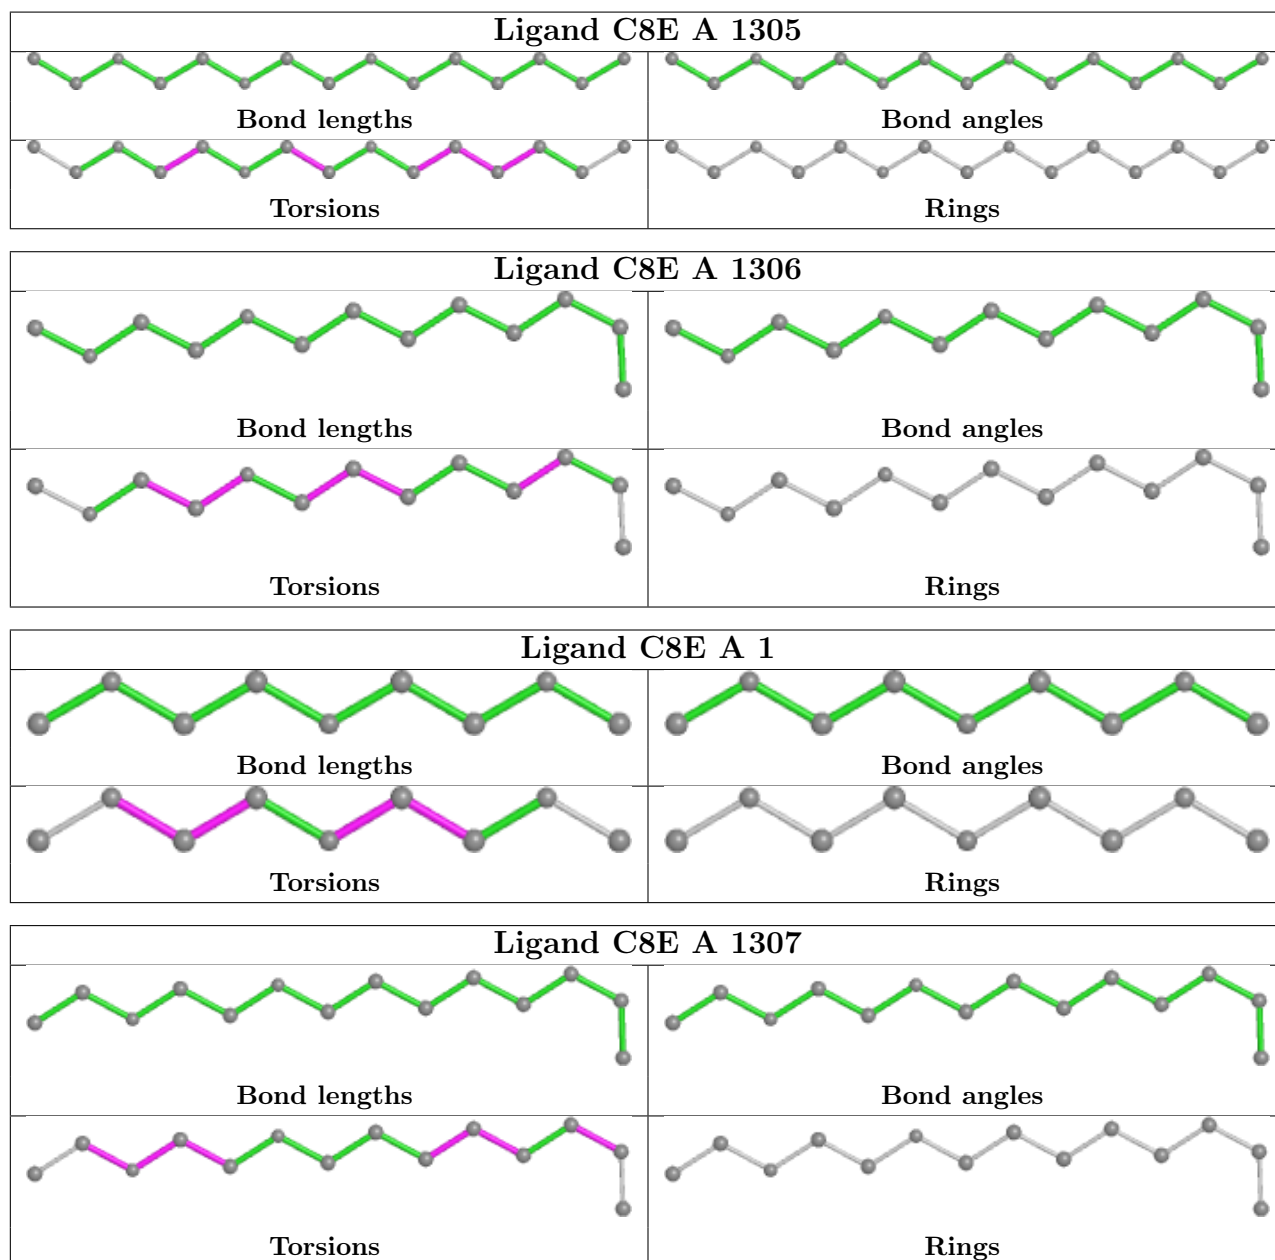 Ligand C8E A 1305
Bond lengths
Bond angles
Torsions
Rings
Ligand C8E A 1306
Bond lengths
Bond angles
Torsions
Rings
Ligand C8E A 1
Bond lengths
Bond angles
Torsions
Rings
Ligand C8E A 1307
Bond lengths
Bond angles
Torsions
Rings